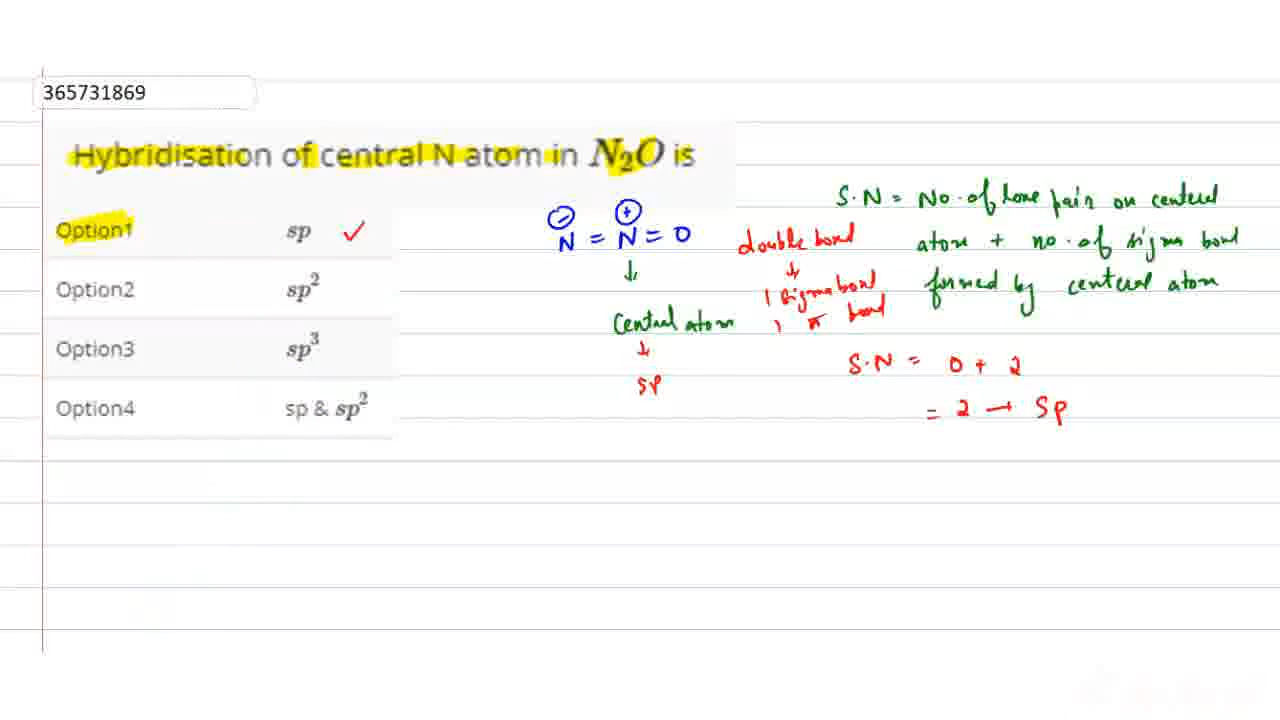 365731869
Hybridisation of central N atom in N₂O is
Option1 sp ✓
Option2 sp²
Option3 sp³
Option4 sp & sp²
⊖ ⊕
N = N = O
↓
Central atom
↓
sp
double bond
↓
1 sigma bond
1 π bond
S.N = No. of lone pair on centeral
atom + no. of sigma bond
formed by centeral atom
S.N = 0 + 2
= 2 → Sp